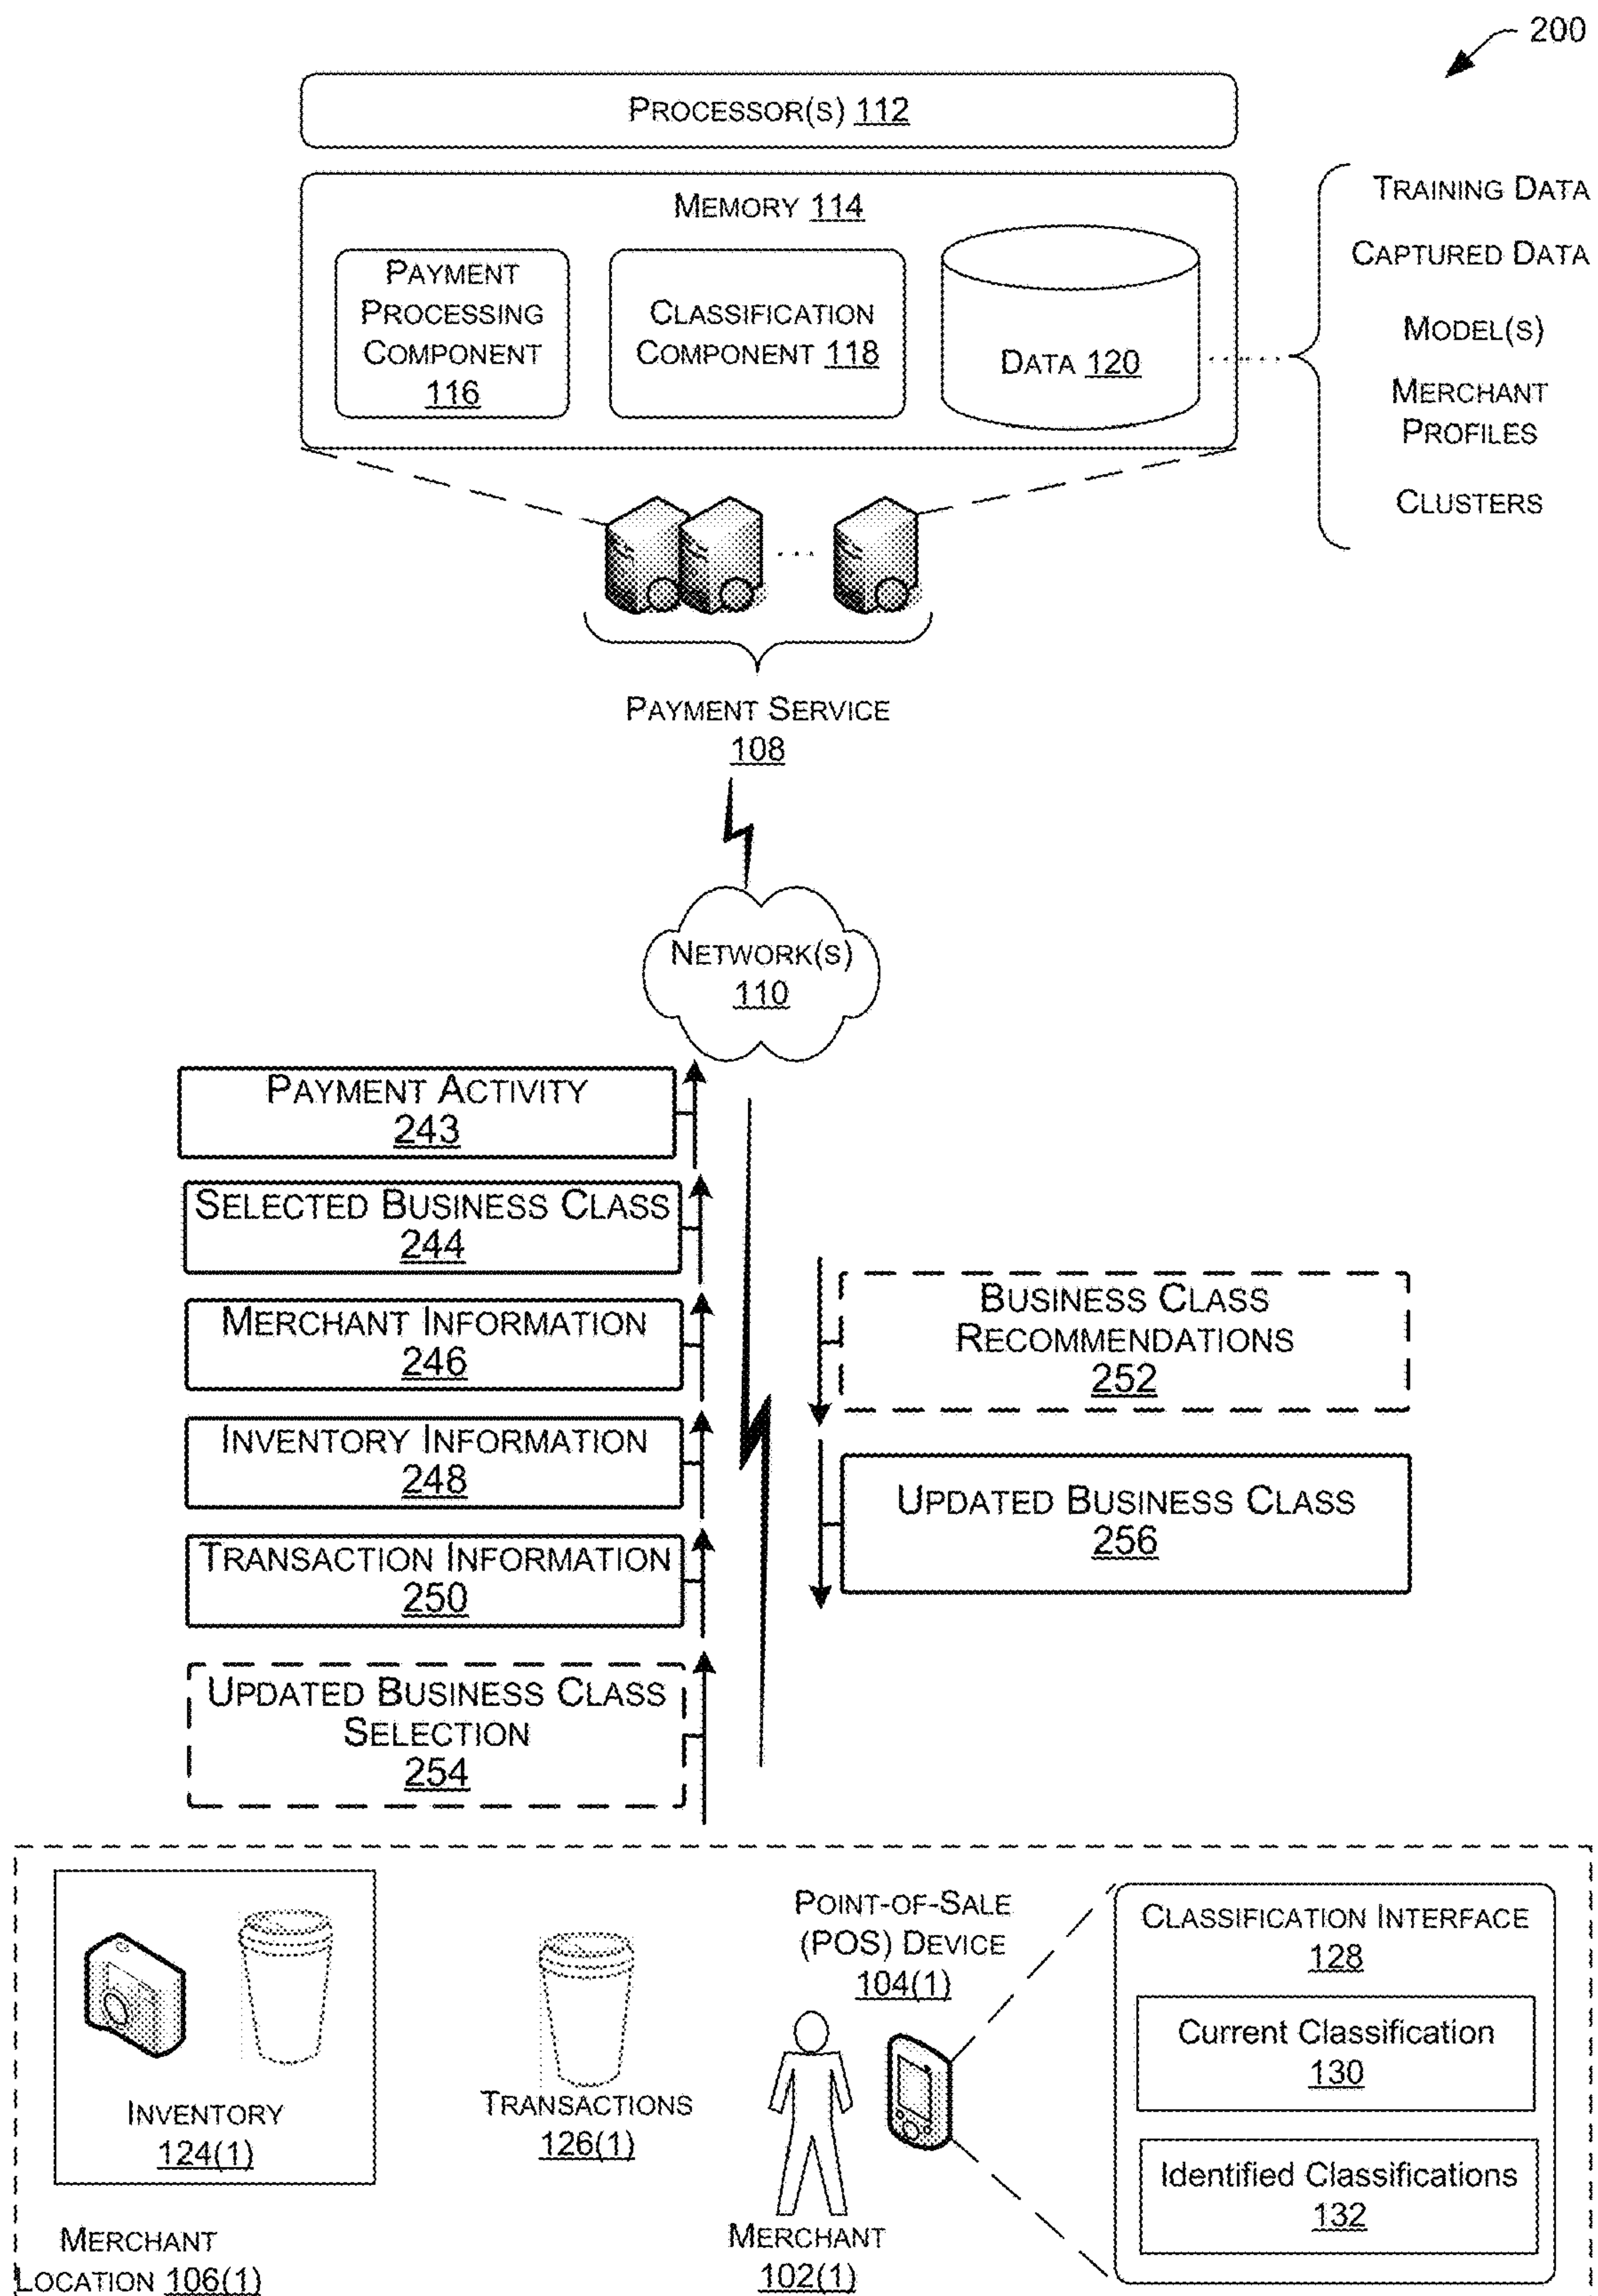 200
PROCESSOR(S) 112
MEMORY 114
PAYMENT
PROCESSING
COMPONENT
116
CLASSIFICATION
COMPONENT 118
DATA 120
TRAINING DATA
CAPTURED DATA
MODEL(S)
MERCHANT
PROFILES
CLUSTERS
PAYMENT SERVICE
108
NETWORK(S)
110
PAYMENT ACTIVITY
243
SELECTED BUSINESS CLASS
244
MERCHANT INFORMATION
246
INVENTORY INFORMATION
248
TRANSACTION INFORMATION
250
UPDATED BUSINESS CLASS
SELECTION
254
BUSINESS CLASS
RECOMMENDATIONS
252
UPDATED BUSINESS CLASS
256
INVENTORY
124(1)
TRANSACTIONS
126(1)
POINT-OF-SALE
(POS) DEVICE
104(1)
MERCHANT
102(1)
CLASSIFICATION INTERFACE
128
Current Classification
130
Identified Classifications
132
MERCHANT
LOCATION 106(1)